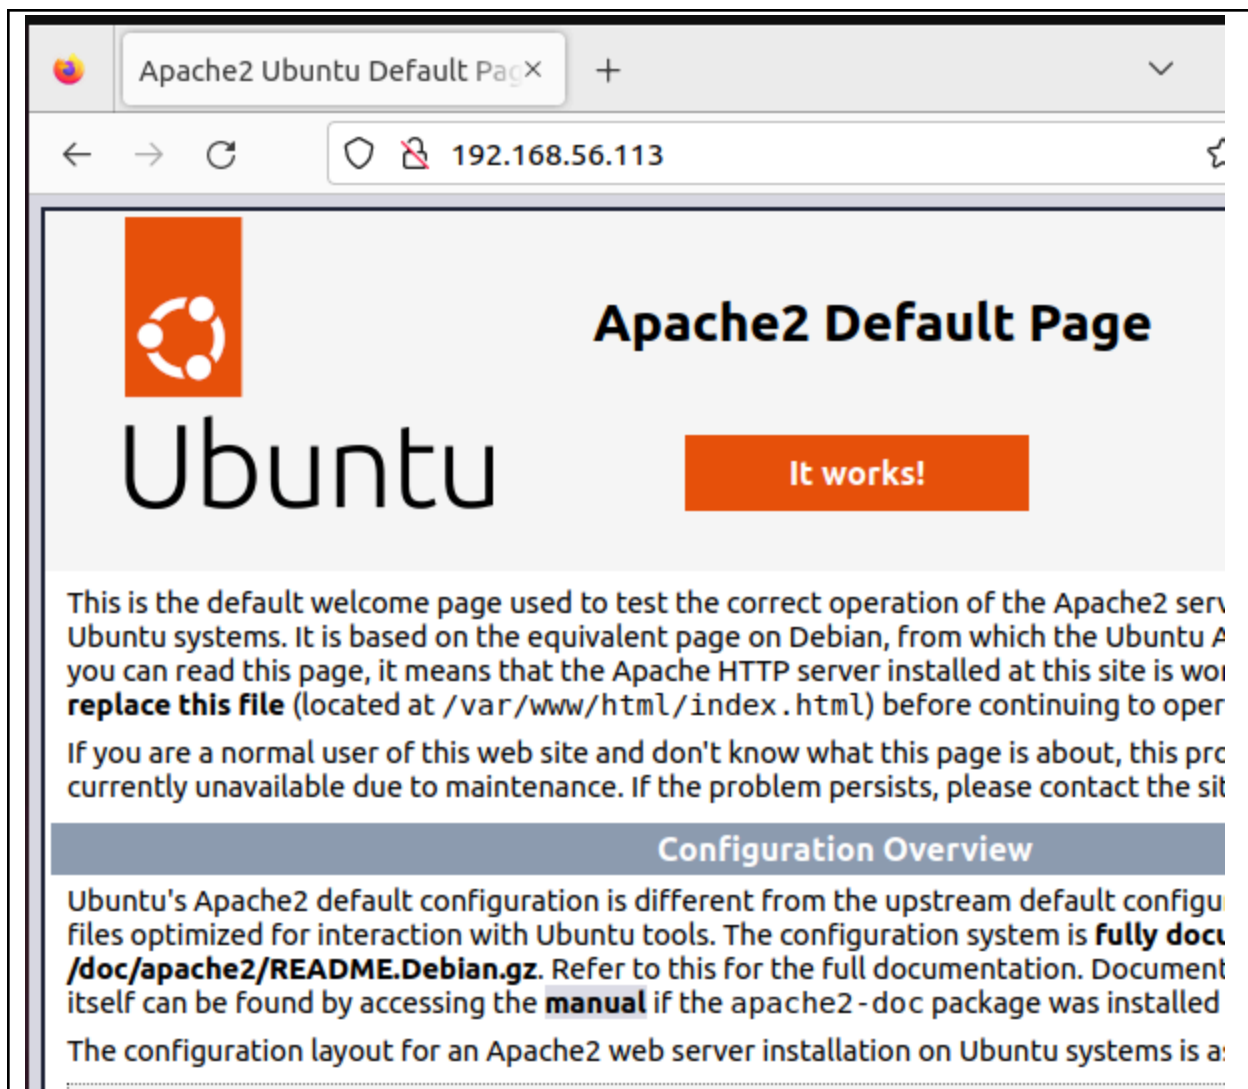 Apache2 Ubuntu Default Pag
192.168.56.113
Ubuntu
Apache2 Default Page
It works!
This is the default welcome page used to test the correct operation of the Apache2 serv
Ubuntu systems. It is based on the equivalent page on Debian, from which the Ubuntu A
you can read this page, it means that the Apache HTTP server installed at this site is wor
replace this file (located at /var/www/html/index.html) before continuing to oper
If you are a normal user of this web site and don't know what this page is about, this pro
currently unavailable due to maintenance. If the problem persists, please contact the sit
Configuration Overview
Ubuntu's Apache2 default configuration is different from the upstream default configu
files optimized for interaction with Ubuntu tools. The configuration system is fully docu
/doc/apache2/README.Debian.gz. Refer to this for the full documentation. Document
itself can be found by accessing the manual if the apache2-doc package was installed
The configuration layout for an Apache2 web server installation on Ubuntu systems is as